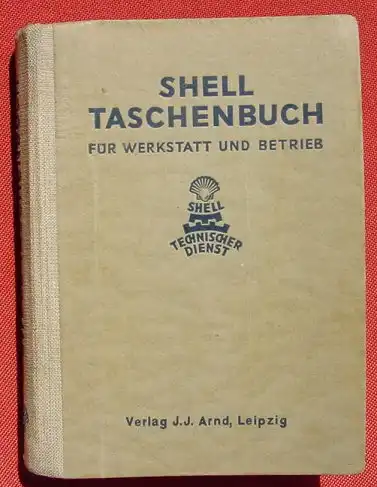 SHELL
TASCHENBUCH
FÜR WERKSTATT UND BETRIEB
SHELL
TECHNISCHER
DIENST
Verlag J.J. Arnd, Leipzig